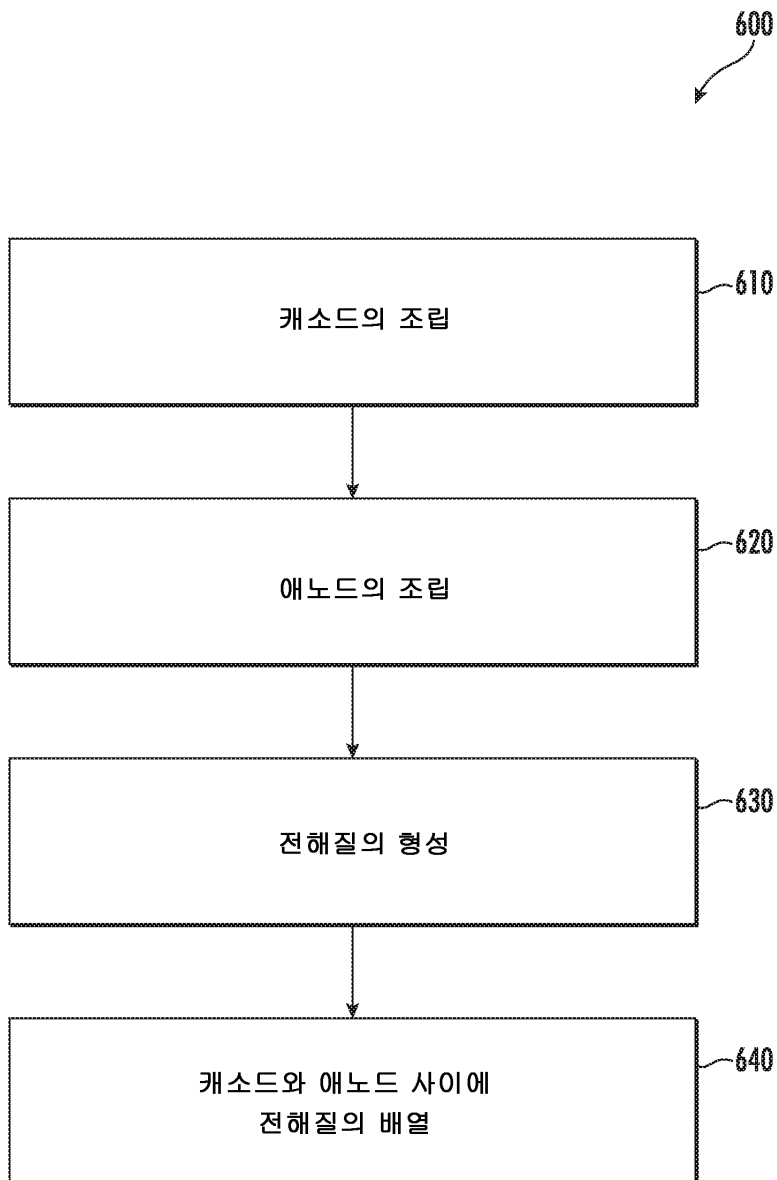 600
캐소드의 조립
610
애노드의 조립
620
전해질의 형성
630
캐소드와 애노드 사이에
전해질의 배열
640